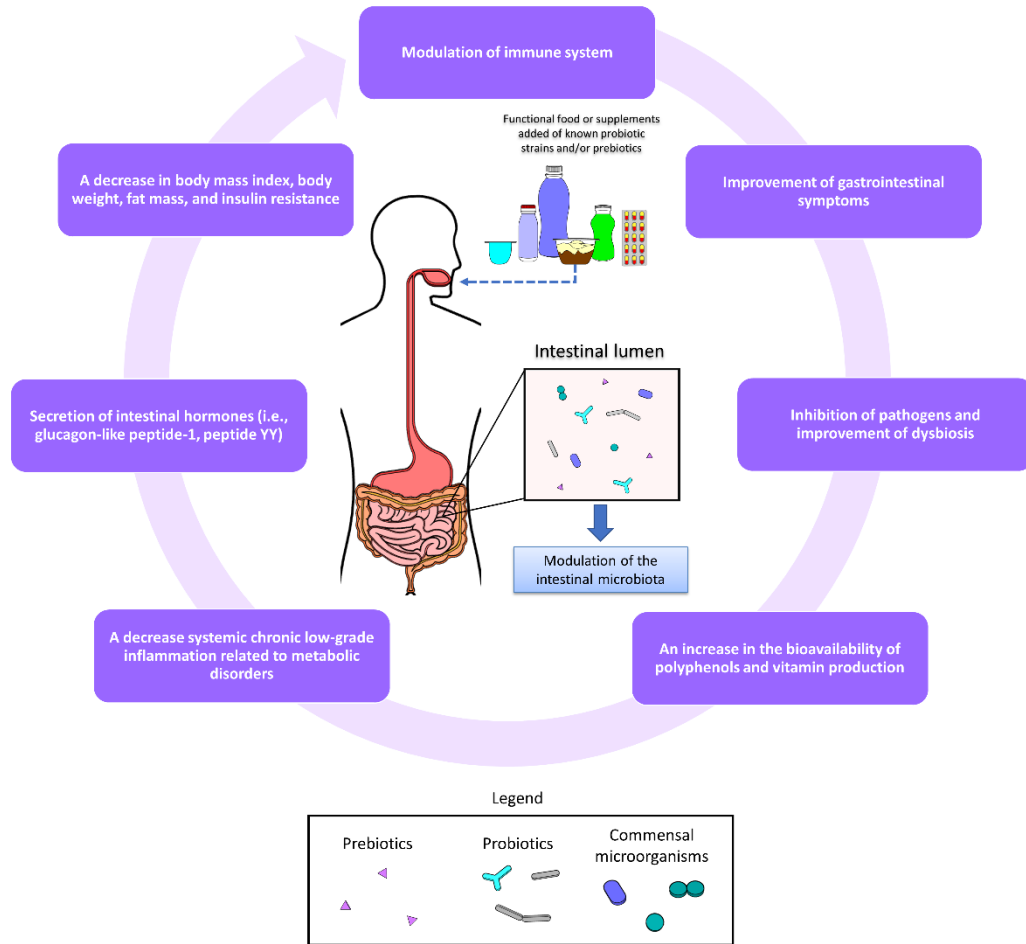 Modulation of immune system
Functional food or supplements
added of known probiotic
strains and/or prebiotics
A decrease in body mass index, body
weight, fat mass, and insulin resistance
Improvement of gastrointestinal
symptoms
Intestinal lumen
Secretion of intestinal hormones (i.e.,
glucagon-like peptide-1, peptide YY)
Inhibition of pathogens and
improvement of dysbiosis
Modulation of the
intestinal microbiota
A decrease systemic chronic low-grade
inflammation related to metabolic
disorders
An increase in the bioavailability of
polyphenols and vitamin production
Legend
Prebiotics
Probiotics
Commensal
microorganisms